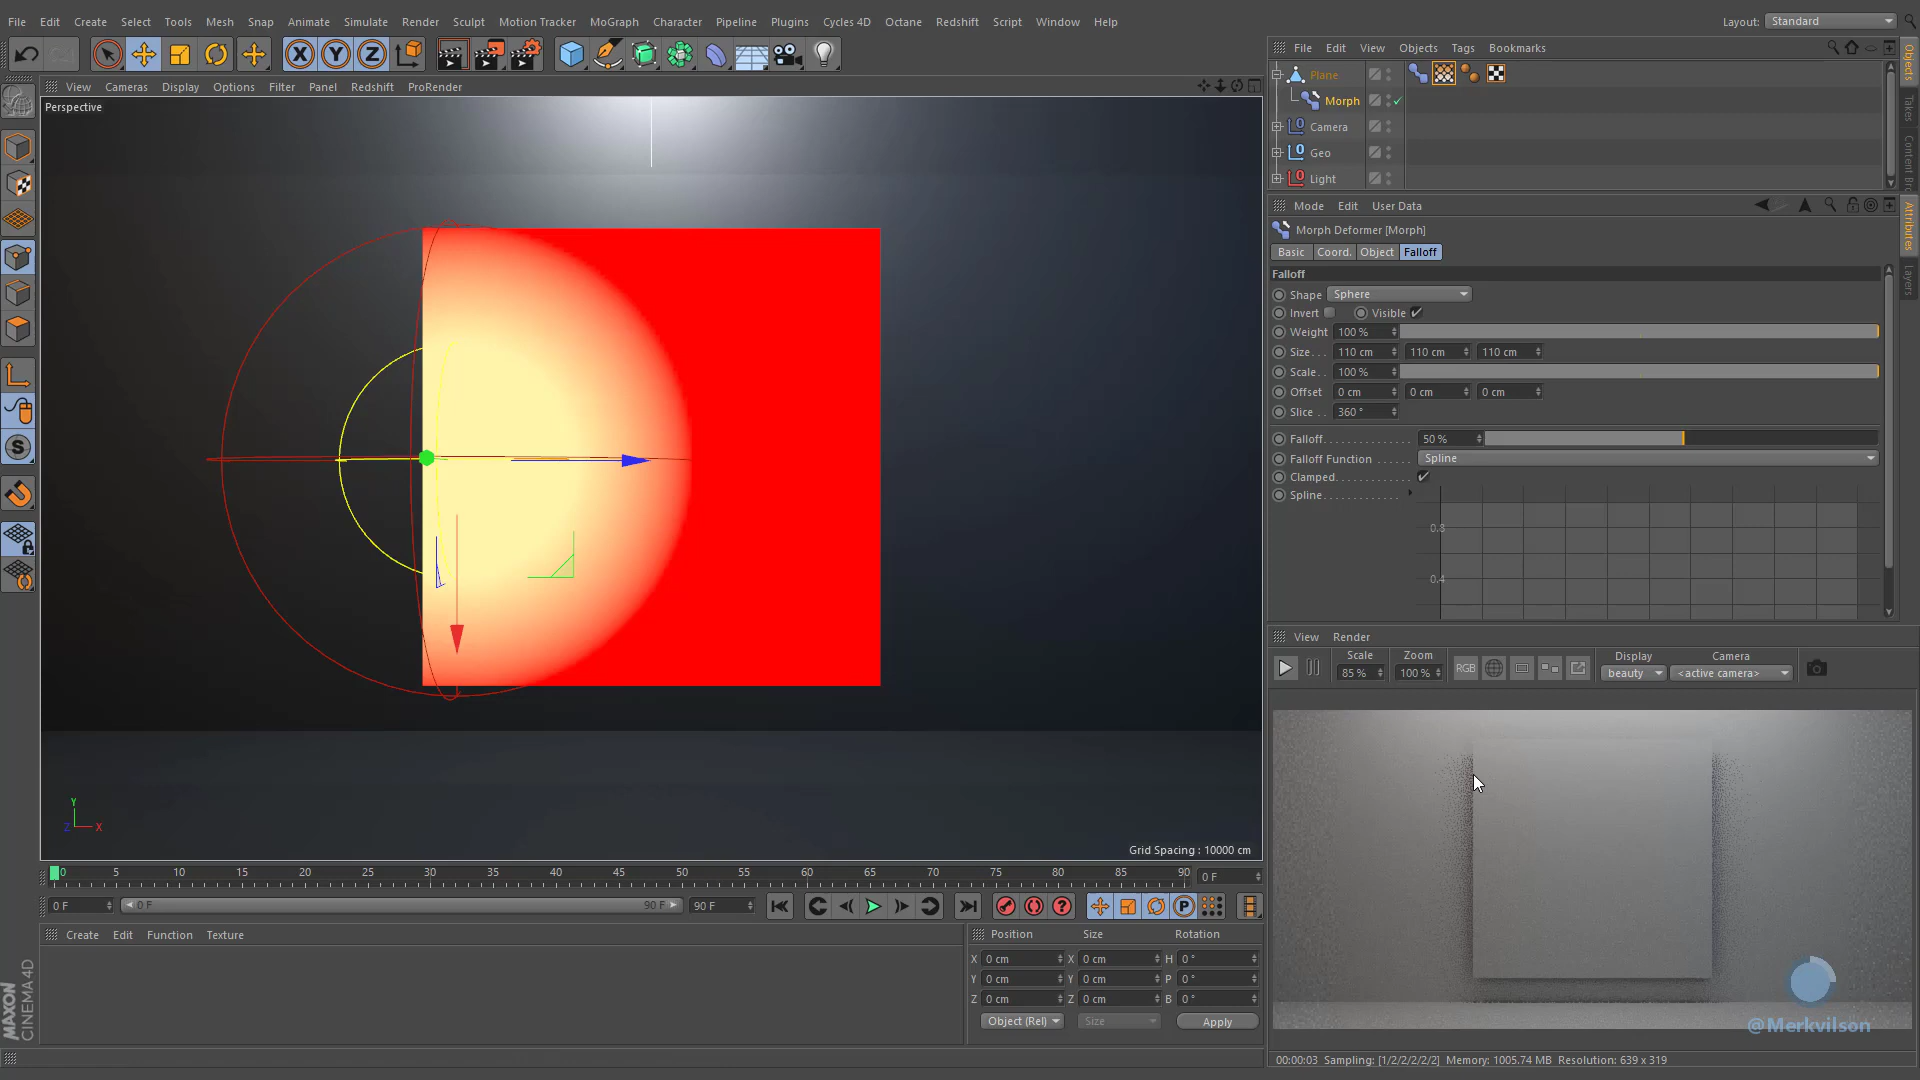 File Edit Create Select Tools Mesh Snap Animate Simulate Render Sculpt Motion Tracker MoGraph Character Pipeline Plugins Cycles 4D Octane Redshift Script Window Help Layout: Standard
X Y Z
View Cameras Display Options Filter Panel Redshift ProRender
Perspective
Grid Spacing : 10000 cm
Y
Z X
0 5 10 15 20 25 30 35 40 45 50 55 60 65 70 75 80 85 90 0 F
0 F 0 F 90 F 90 F
Create Edit Function Texture
Position Size Rotation
X 0 cm X 0 cm H 0 °
Y 0 cm Y 0 cm P 0 °
Z 0 cm Z 0 cm B 0 °
Object (Rel) Size Apply
MAXON
CINEMA 4D
File Edit View Objects Tags Bookmarks
Plane
Morph
Camera
Geo
Light
Objects
Takes
Attributes
Layers
Mode Edit User Data
Morph Deformer [Morph]
Basic Coord. Object Falloff
Falloff
Shape Sphere
Invert Visible
Weight 100 %
Size. . . 110 cm 110 cm 110 cm
Scale. . 100 %
Offset 0 cm 0 cm 0 cm
Slice . . 360 °
Falloff. . . . . . . . . . . . . 50 %
Falloff Function . . . . . . Spline
Clamped. . . . . . . . . . . .
Spline. . . . . . . . . . . . .
0.8
0.4
View Render
Scale Zoom Display Camera
85 % 100 % RGB beauty <active camera>
@Merkvilson
00:00:03 Sampling: [1/2/2/2/2/2] Memory: 1005.74 MB Resolution: 639 x 319